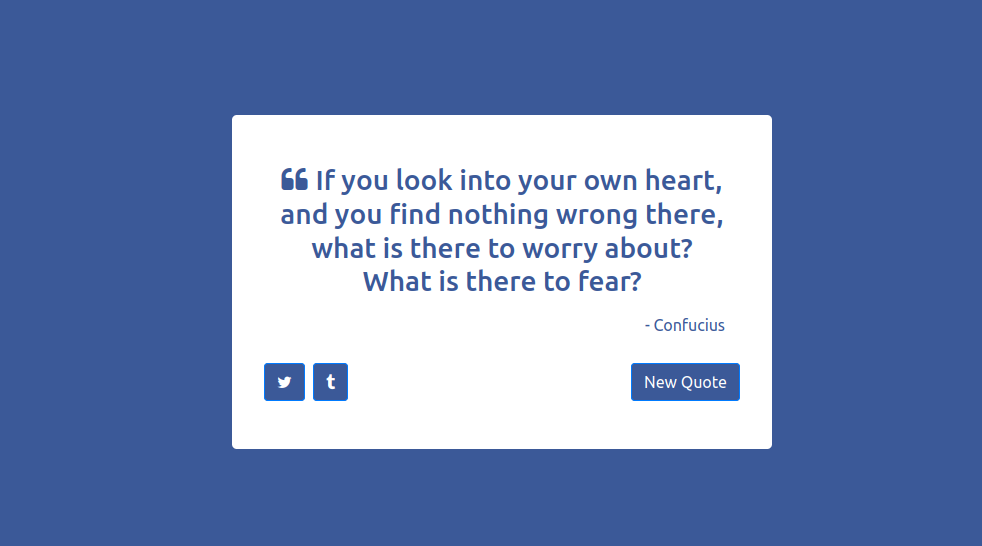 If you look into your own heart,
and you find nothing wrong there,
what is there to worry about?
What is there to fear?
- Confucius
New Quote